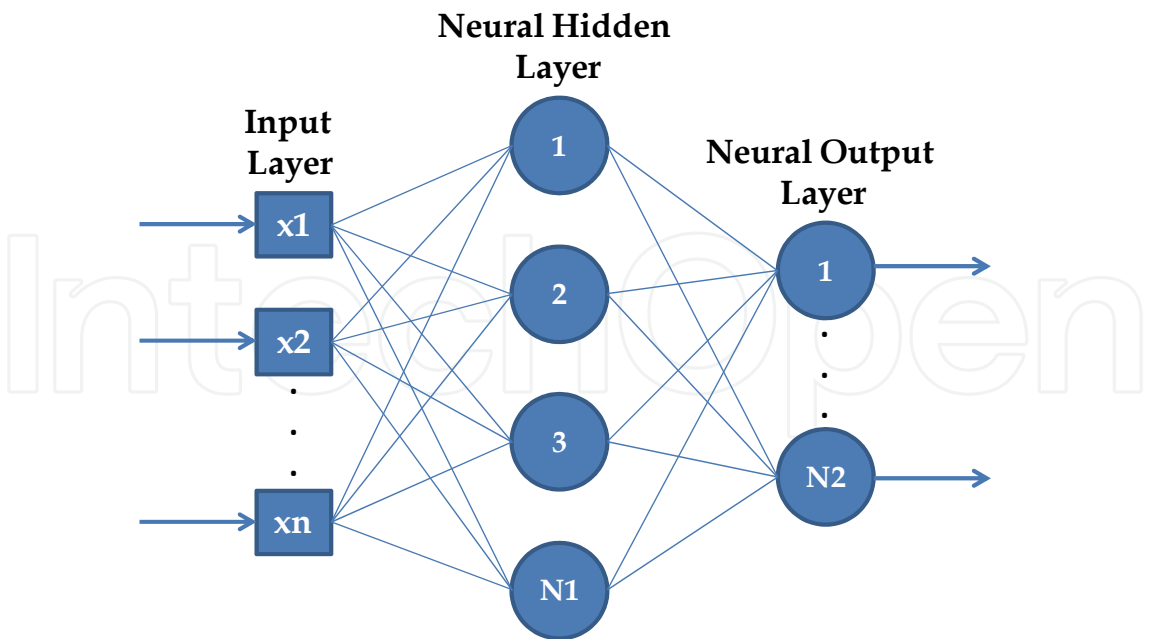 Neural Hidden
Layer
Input
Layer
Neural Output
Layer
x1
x2
.
.
.
xn
1
2
3
N1
1
.
.
.
N2
IntechOpen